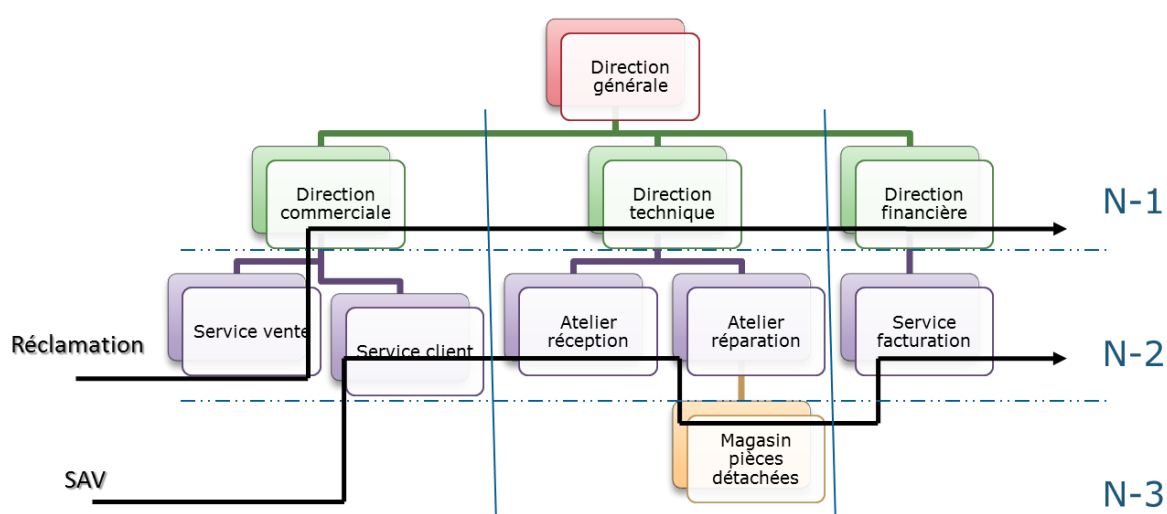 Direction
générale
Direction
commerciale
Direction
technique
Direction
financière
N-1
Service vente
Service client
Atelier
réception
Atelier
réparation
Service
facturation
Réclamation
N-2
Magasin
pièces
détachées
SAV
N-3